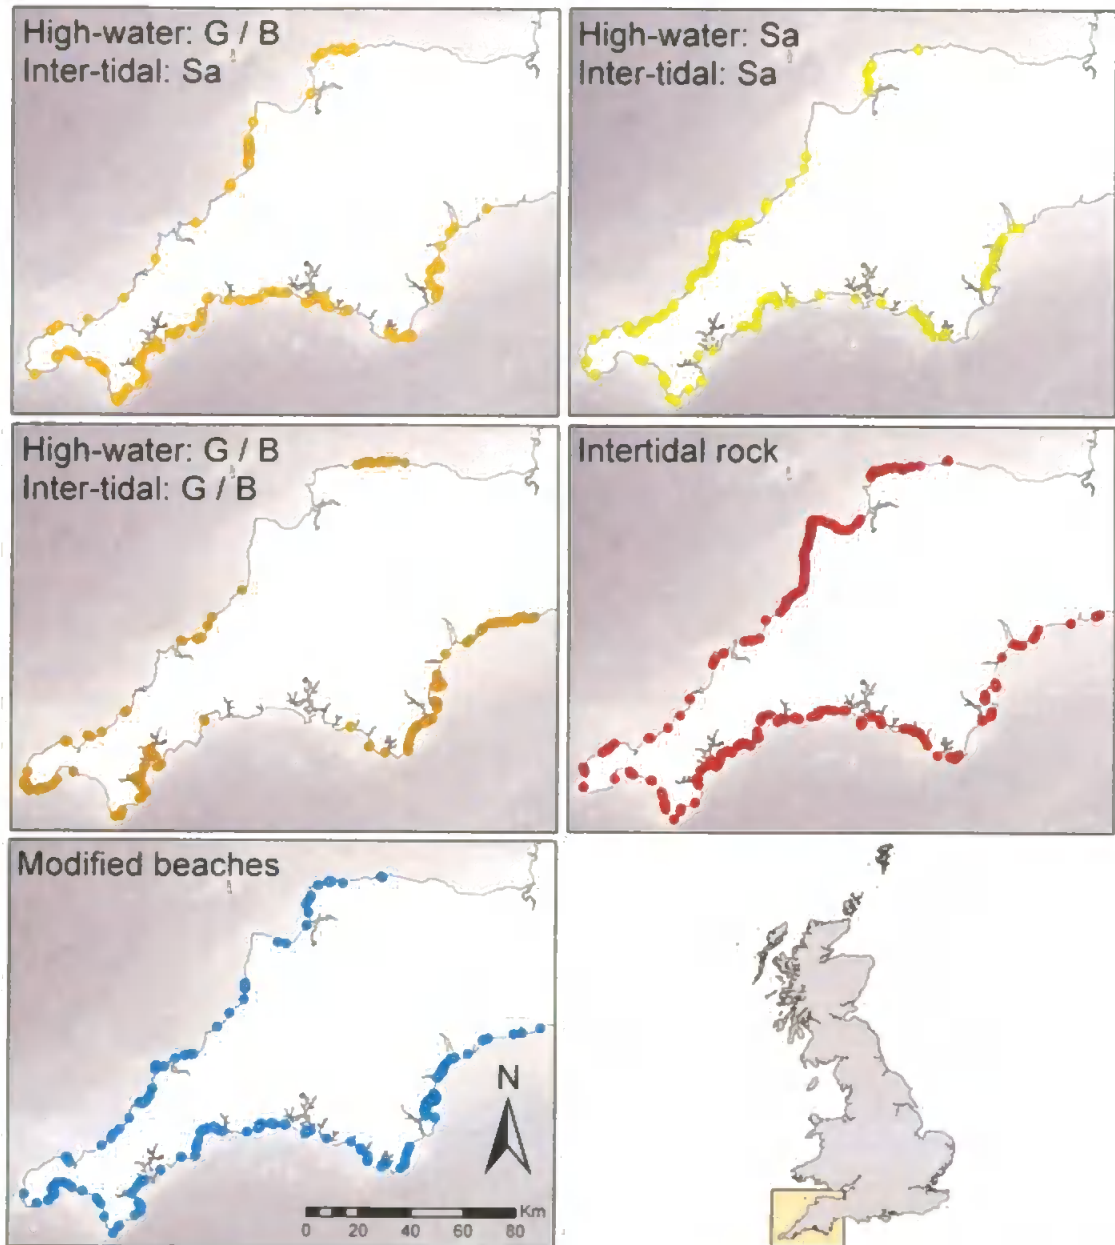 High-water: G / B
Inter-tidal: Sa
High-water: Sa
Inter-tidal: Sa
High-water: G / B
Inter-tidal: G / B
Intertidal rock
Modified beaches
N
Km
0 20 40 60 80